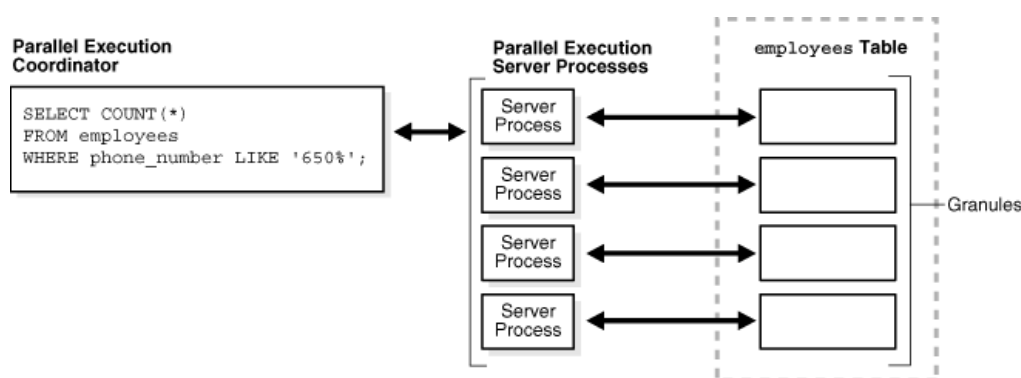 Parallel Execution
Coordinator
SELECT COUNT(*)
FROM employees
WHERE phone_number LIKE '650%';
Parallel Execution
Server Processes
Server
Process
Server
Process
Server
Process
Server
Process
employees Table
Granules